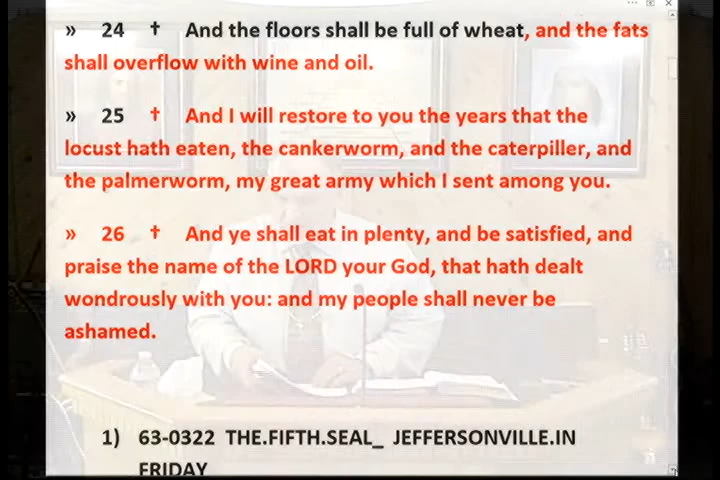 » 24 ✝ And the floors shall be full of wheat, and the fats
shall overflow with wine and oil.
» 25 ✝ And I will restore to you the years that the
locust hath eaten, the cankerworm, and the caterpiller, and
the palmerworm, my great army which I sent among you.
» 26 ✝ And ye shall eat in plenty, and be satisfied, and
praise the name of the LORD your God, that hath dealt
wondrously with you: and my people shall never be
ashamed.
1) 63-0322 THE.FIFTH.SEAL_ JEFFERSONVILLE.IN
FRIDAY